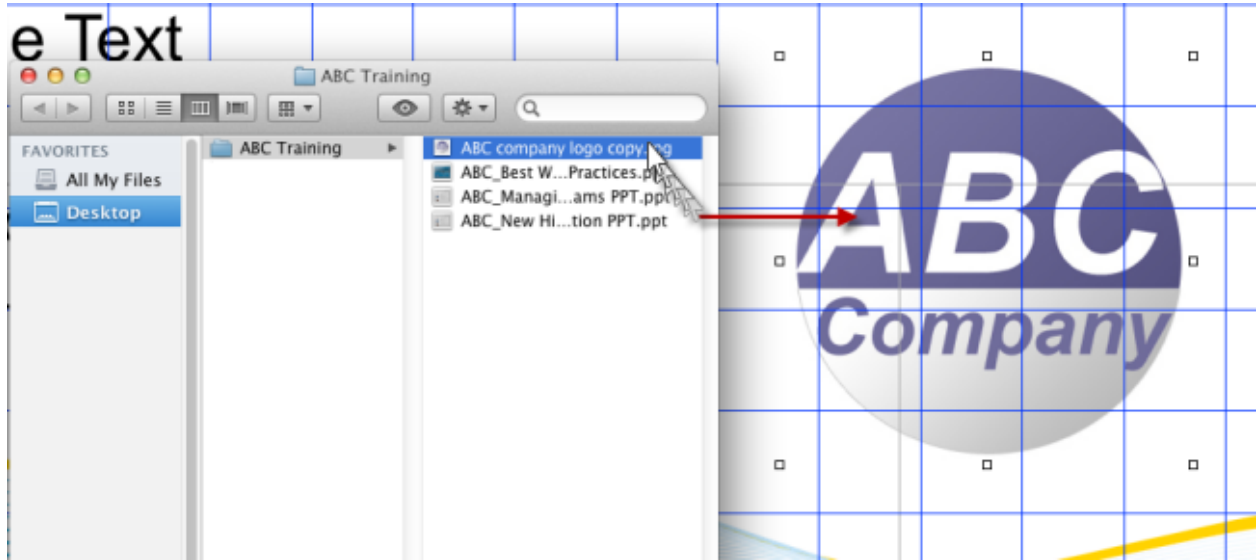 e Text
ABC Training
FAVORITES
All My Files
Desktop
ABC Training
ABC company logo copy
ABC_Best W...Practices.p
ABC_Managi...ams PPT.ppt
ABC_New Hi...tion PPT.ppt
ABC
Company